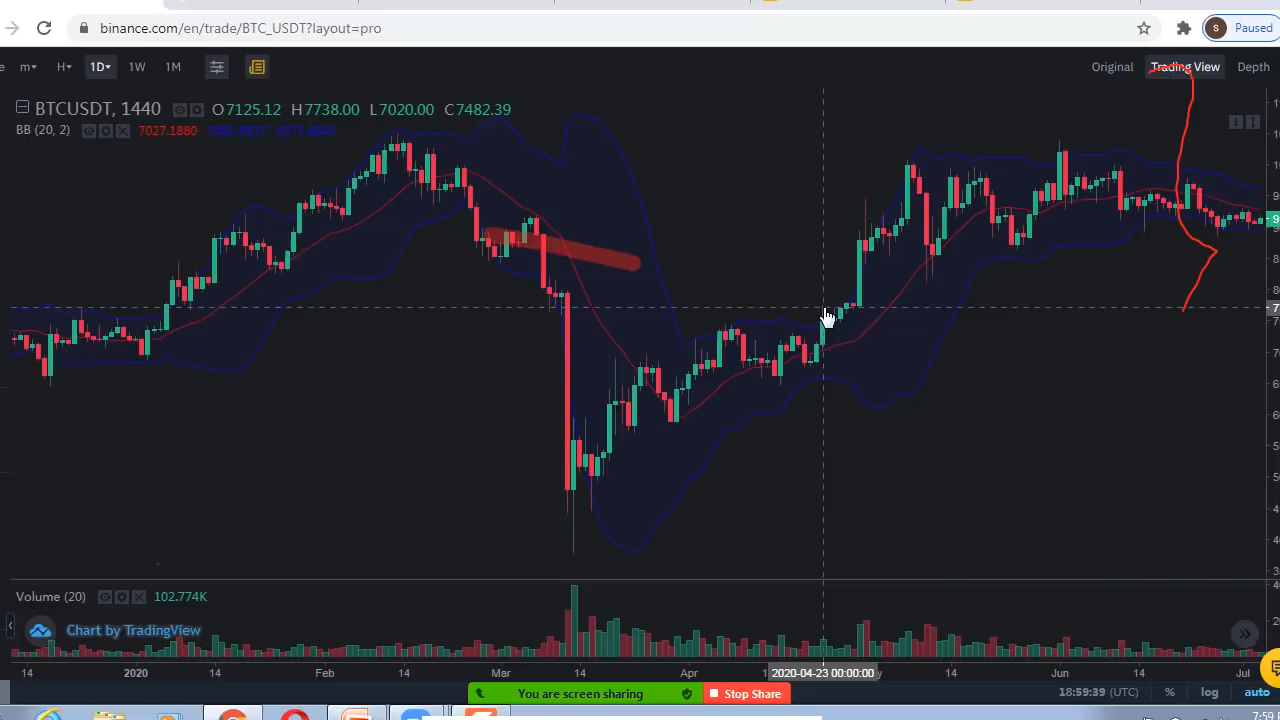 binance.com/en/trade/BTC_USDT?layout=pro
S Paused
m H 1D 1W 1M
Original Trading View Depth
BTCUSDT, 1440 O7125.12 H7738.00 L7020.00 C7482.39
BB (20, 2) 7027.1880
Volume (20) 102.774K
Chart by TradingView
14 2020 14 Feb 14 Mar 14 Apr 2020-04-23 00:00:00 14 Jun 14 Jul
You are screen sharing Stop Share
18:59:39 (UTC) % log auto